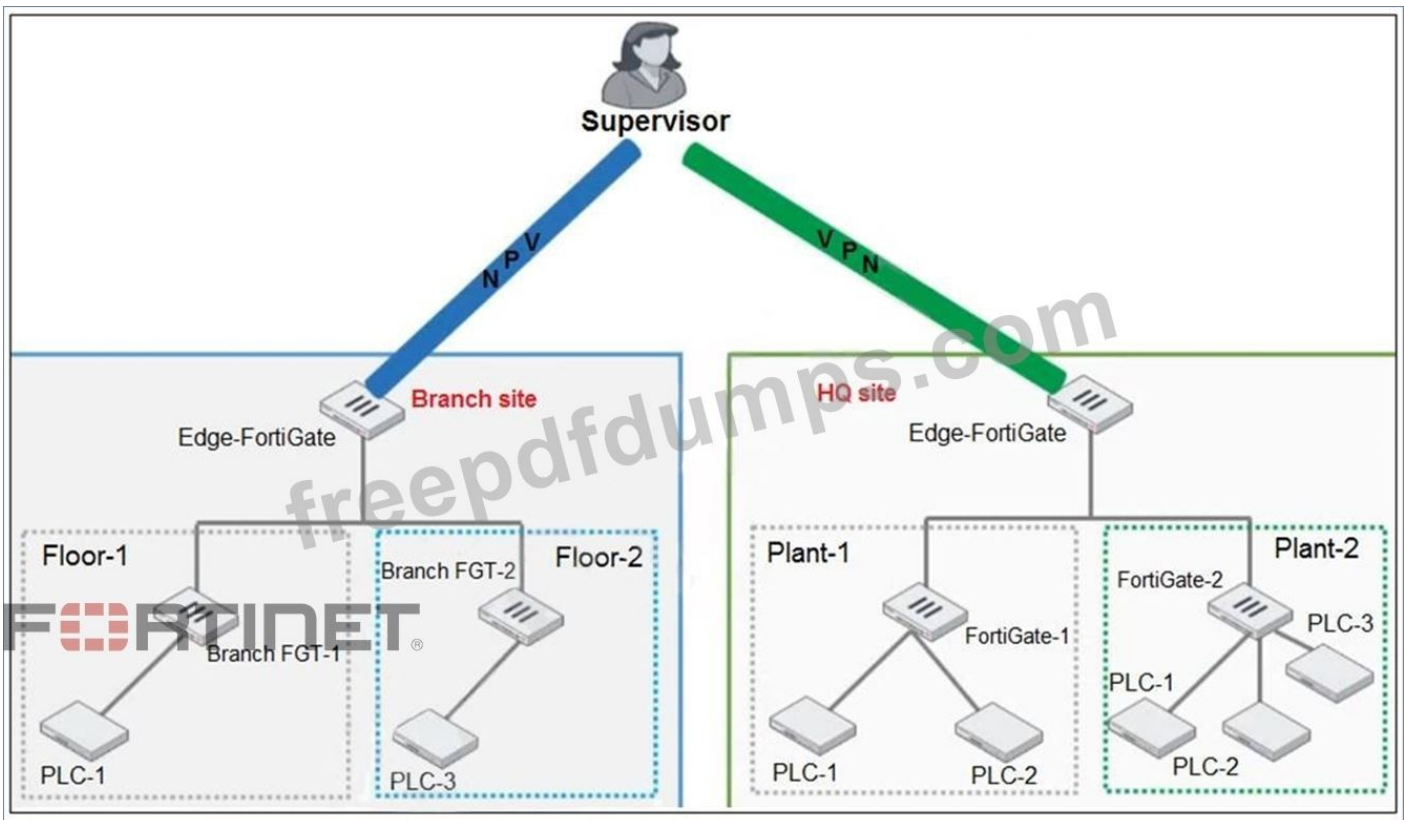 Supervisor
VPN
VPN
Branch site
Edge-FortiGate
HQ site
Edge-FortiGate
freepdfdumps.com
Floor-1
Branch FGT-2
Floor-2
Plant-1
Plant-2
FortiGate-2
FORTINET®
Branch FGT-1
FortiGate-1
PLC-3
PLC-1
PLC-1
PLC-3
PLC-1
PLC-2
PLC-2